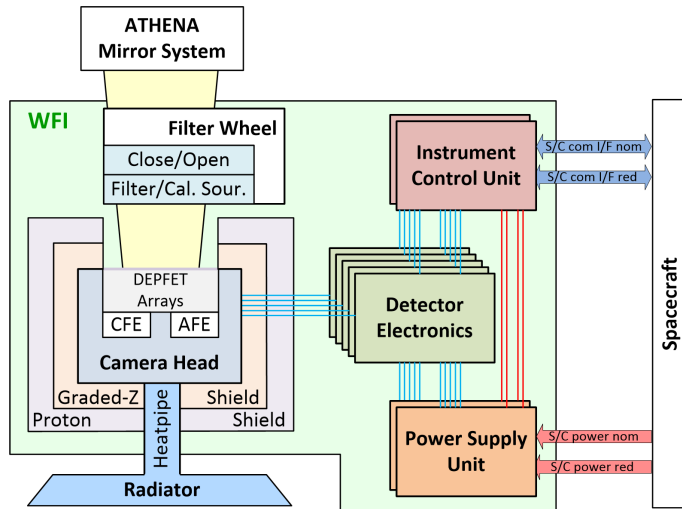 ATHENA
Mirror System
WFI
Filter Wheel
Close/Open
Filter/Cal. Sour.
Instrument
Control Unit
S/C com I/F nom
S/C com I/F red
DEPFET
Arrays
CFE
AFE
Camera Head
Graded-Z
Shield
Proton
Shield
Heatpipe
Radiator
Detector
Electronics
Power Supply
Unit
S/C power nom
S/C power red
Spacecraft